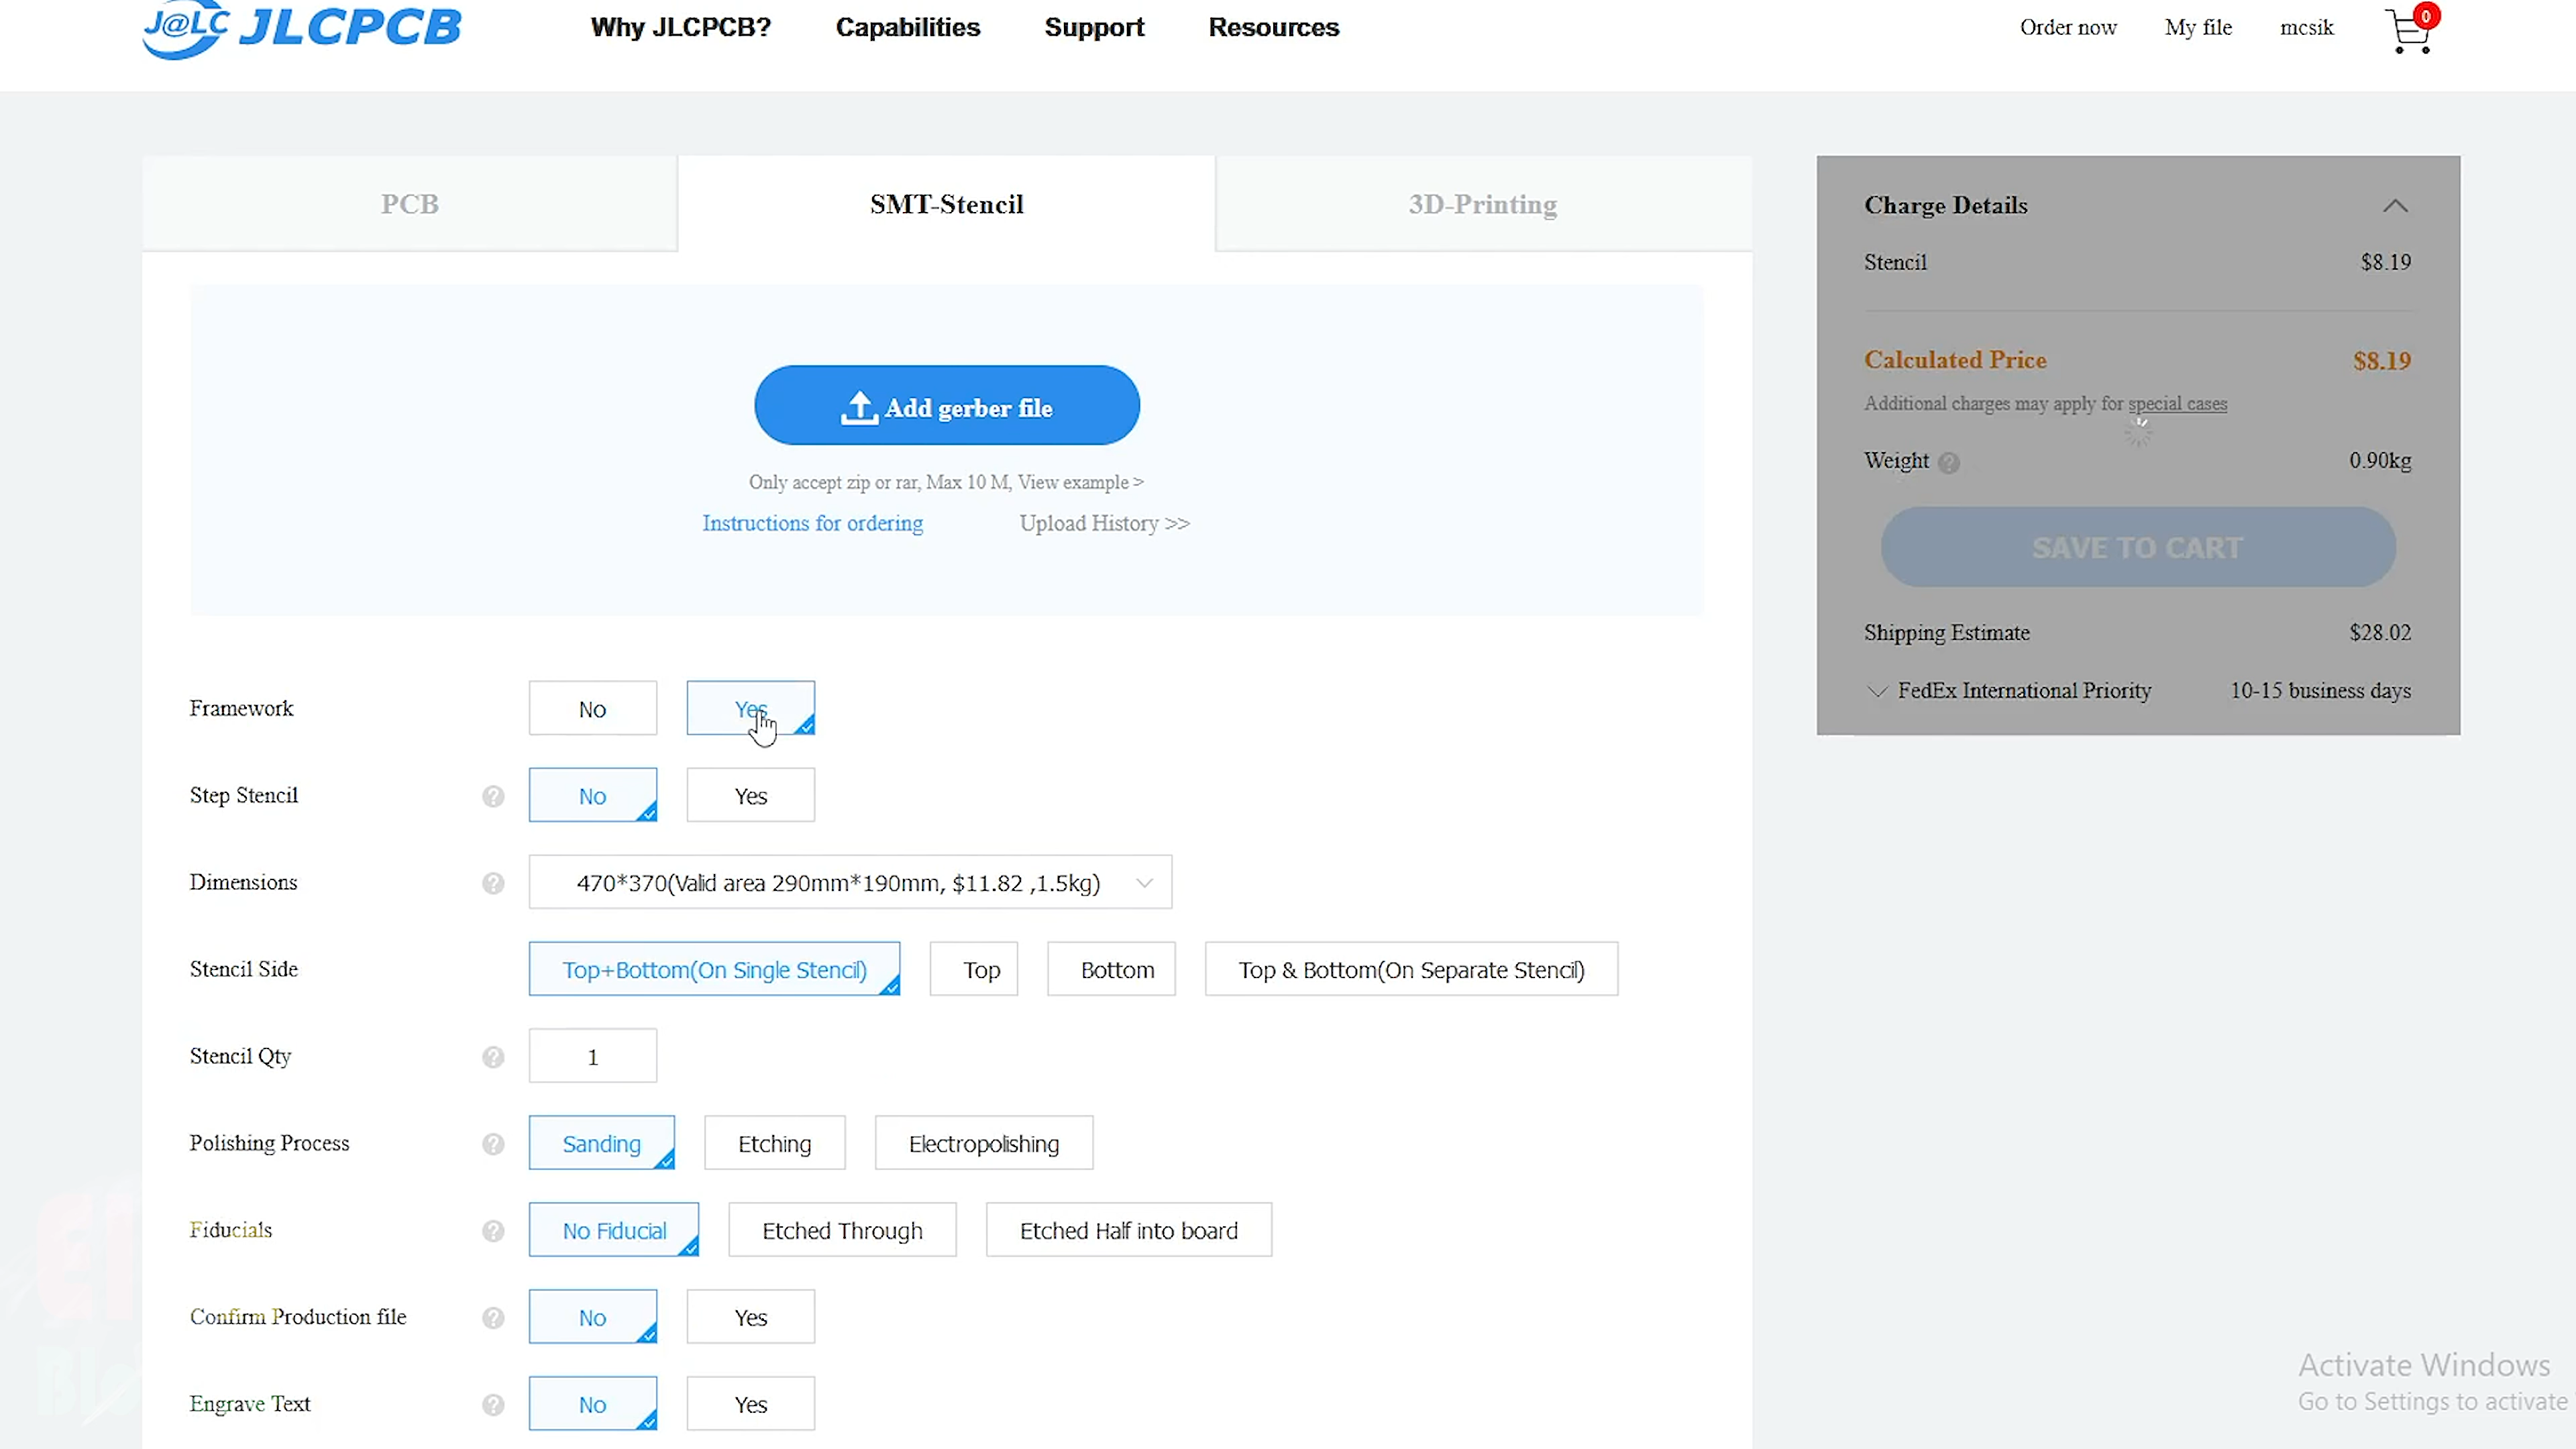 J@LC JLCPCB
Why JLCPCB? Capabilities Support Resources
Order now My file mcsik 0
PCB SMT-Stencil 3D-Printing
Add gerber file
Only accept zip or rar, Max 10 M, View example >
Instructions for ordering Upload History >>
Framework No Yes
Step Stencil ? No Yes
Dimensions ? 470*370(Valid area 290mm*190mm, $11.82 ,1.5kg)
Stencil Side Top+Bottom(On Single Stencil) Top Bottom Top & Bottom(On Separate Stencil)
Stencil Qty ? 1
Polishing Process ? Sanding Etching Electropolishing
Fiducials ? No Fiducial Etched Through Etched Half into board
Confirm Production file ? No Yes
Engrave Text ? No Yes
Charge Details
Stencil $8.19
Calculated Price $8.19
Additional charges may apply for special cases
Weight ? 0.90kg
SAVE TO CART
Shipping Estimate $28.02
FedEx International Priority 10-15 business days
Activate Windows
Go to Settings to activate